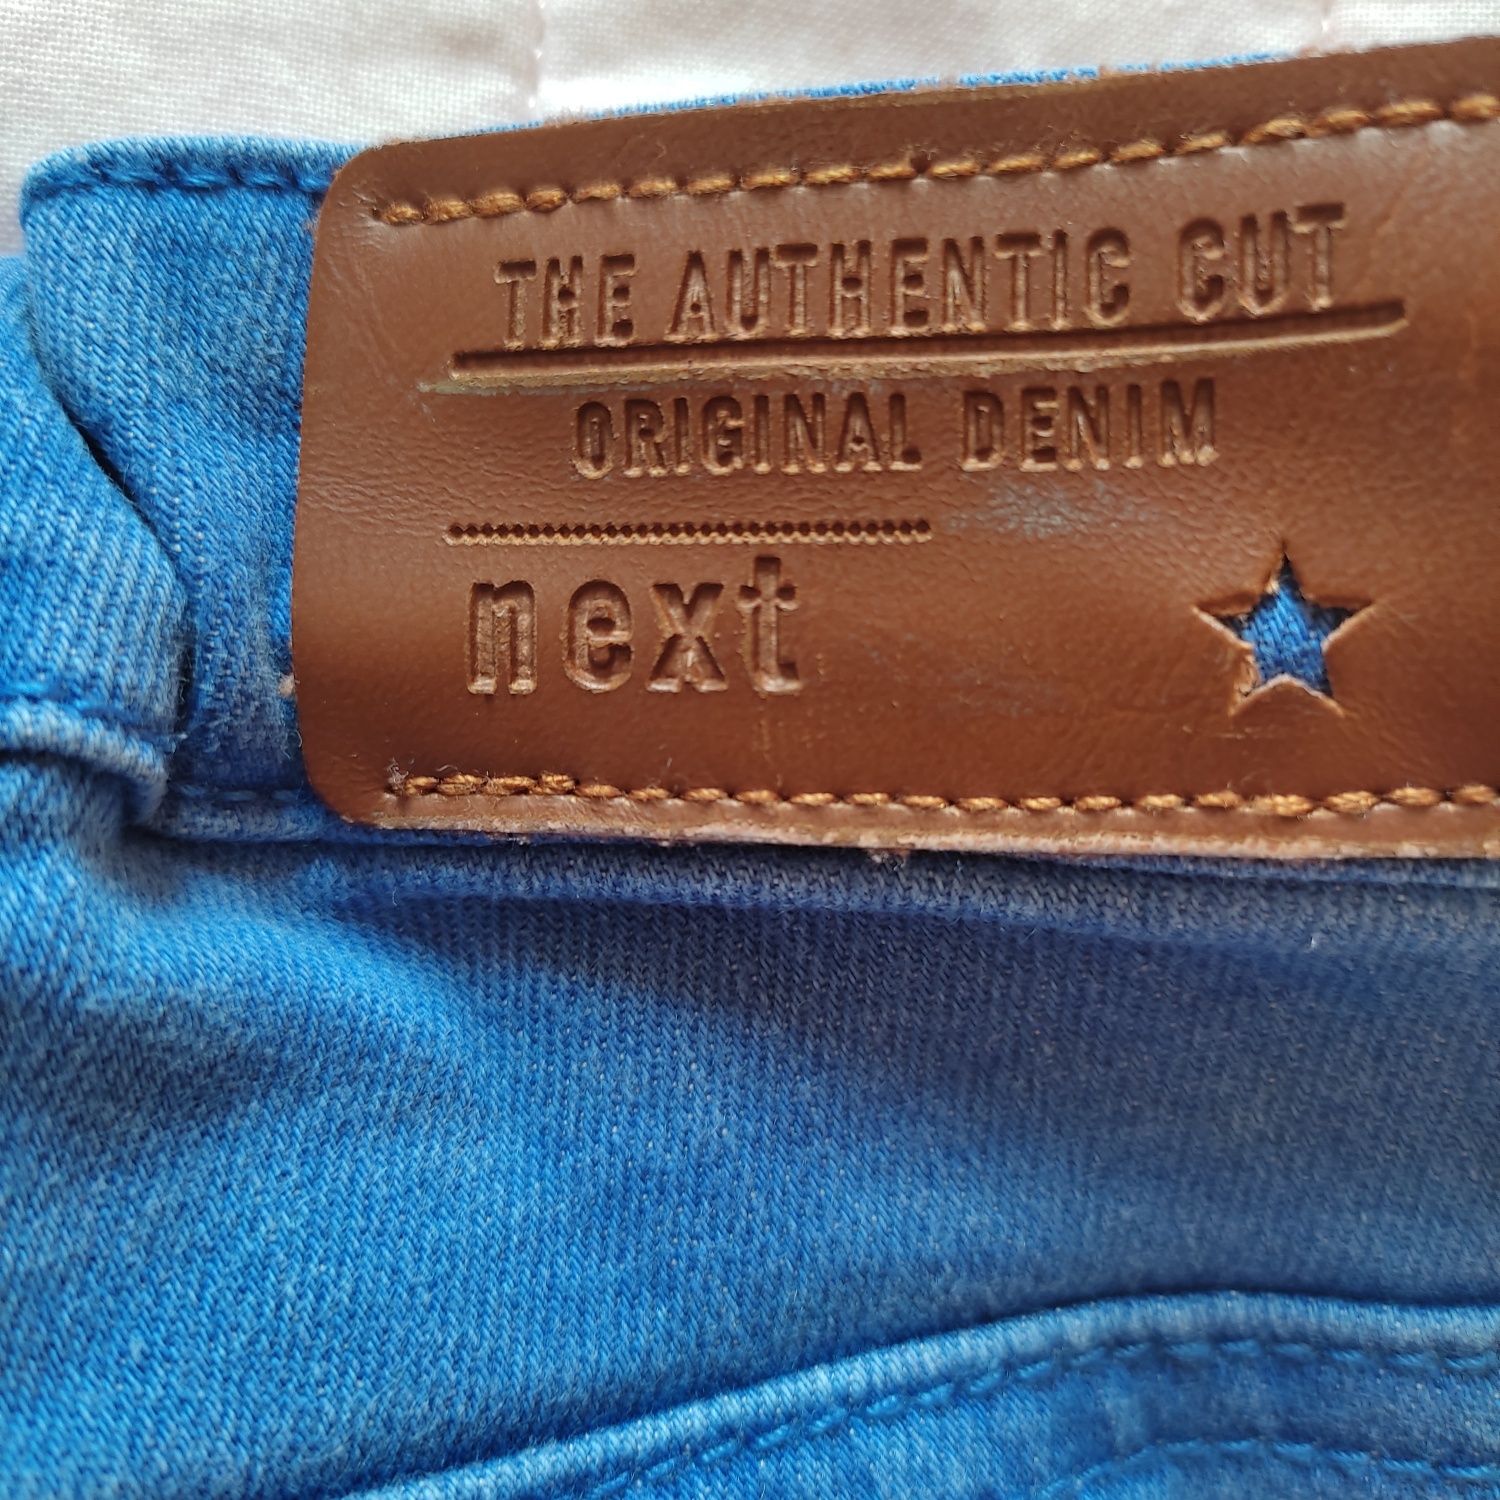 THE AUTHENTIC CUT
ORIGINAL DENIM
next